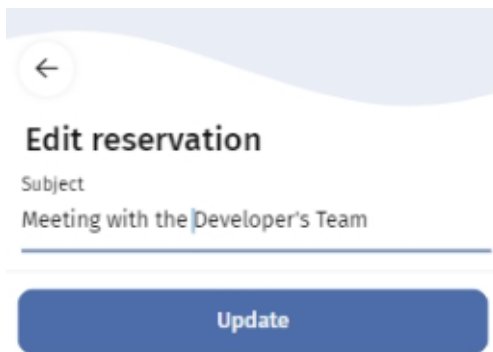 Edit reservation
Subject
Meeting with the Developer's Team
Update